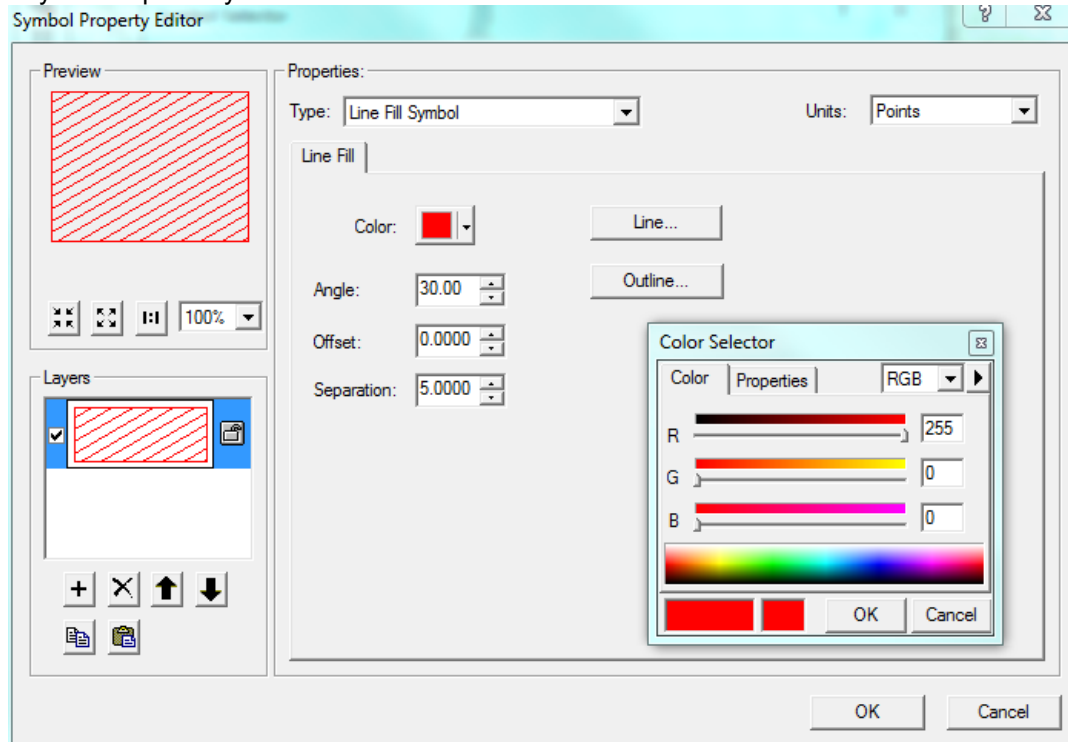 Symbol Property Editor
Preview
100%
Layers
Properties:
Type: Line Fill Symbol
Units: Points
Line Fill
Color:
Line...
Angle: 30.00
Outline...
Offset: 0.0000
Separation: 5.0000
Color Selector
Color Properties RGB
R 255
G 0
B 0
OK Cancel
OK Cancel